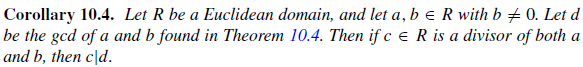 Corollary 10.4. Let R be a Euclidean domain, and let a, b ∈ R with b ≠ 0. Let d
be the gcd of a and b found in Theorem 10.4. Then if c ∈ R is a divisor of both a
and b, then c|d.